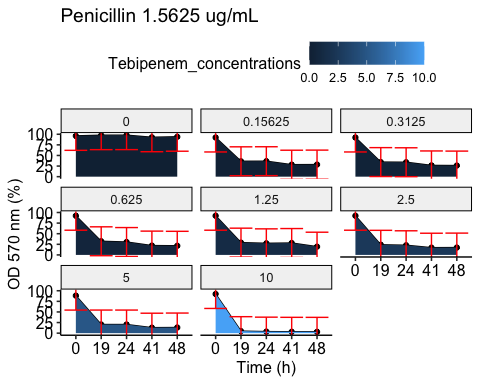 Penicillin 1.5625 ug/mL
Tebipenem_concentrations
0.0 2.5 5.0 7.5 10.0
0 0.15625 0.3125
100
75
50
25
0
0.625 1.25 2.5
100
75
50
25
0
0 19 24 41 48
5 10
100
75
50
25
0
0 19 24 41 48 0 19 24 41 48
Time (h)
OD 570 nm (%)